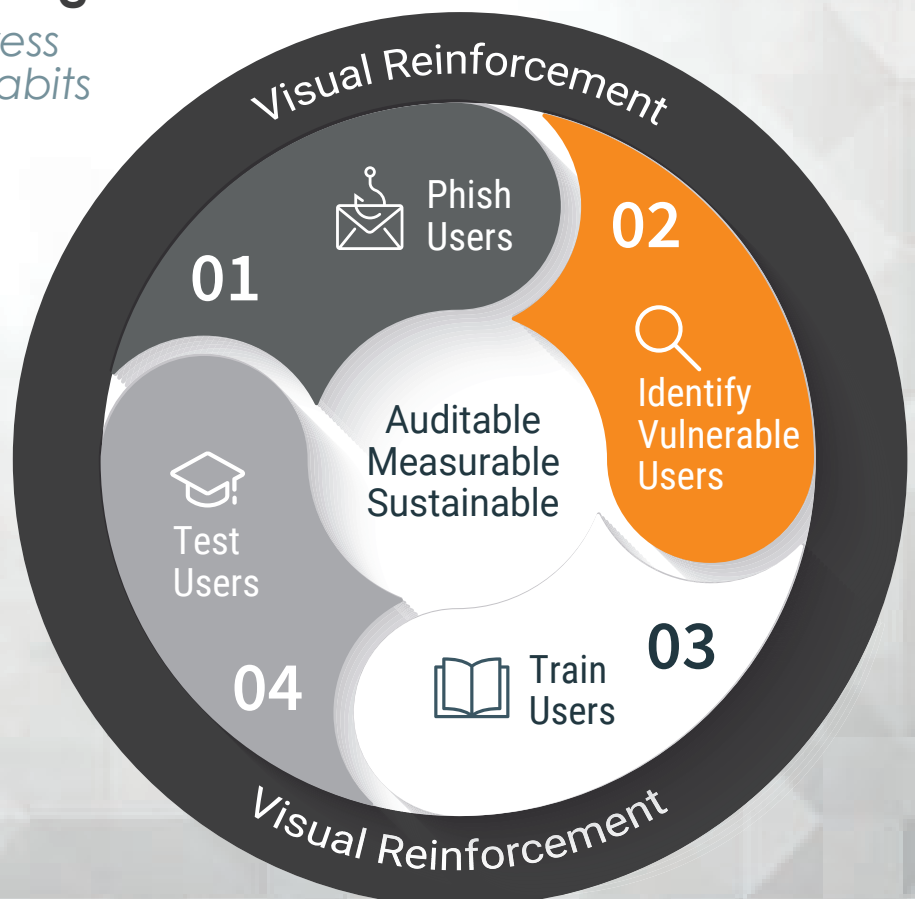 Visual Reinforcement
Phish
Users
01
02
Identify
Vulnerable
Users
Auditable
Measurable
Sustainable
Test
Users
04
03
Train
Users
Visual Reinforcement